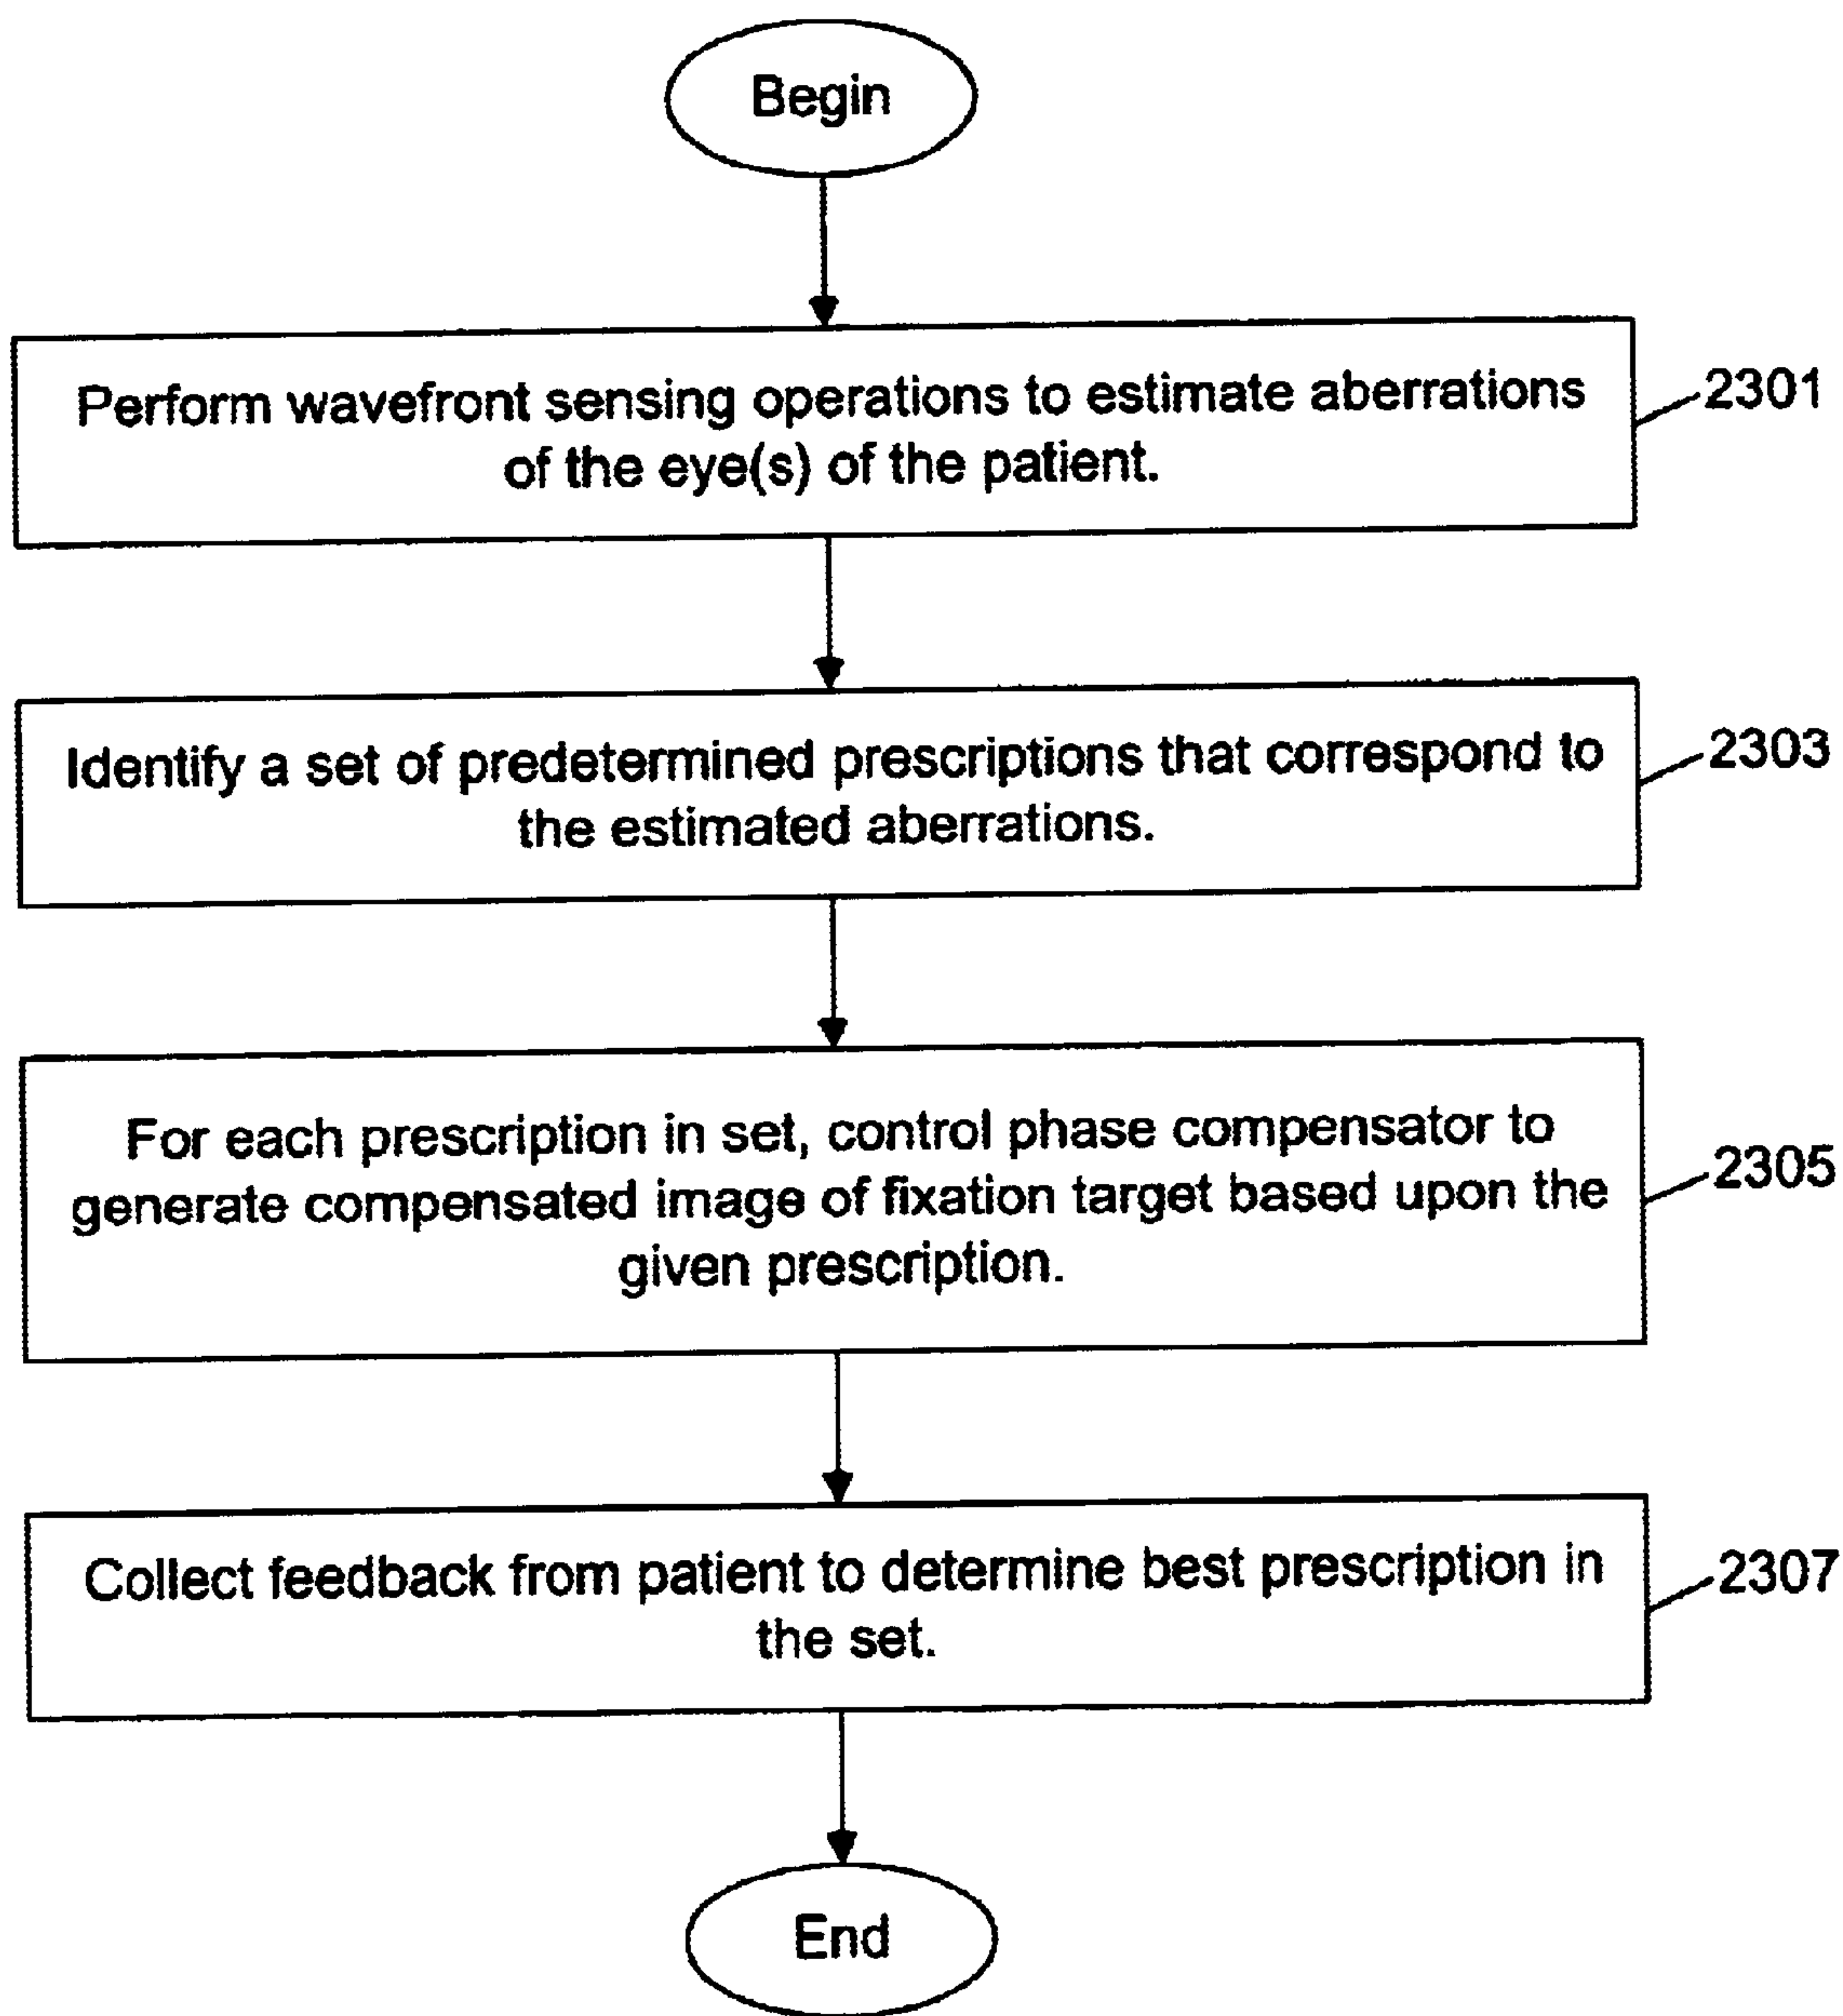 Begin
Perform wavefront sensing operations to estimate aberrations
of the eye(s) of the patient.
2301
Identify a set of predetermined prescriptions that correspond to
the estimated aberrations.
2303
For each prescription in set, control phase compensator to
generate compensated image of fixation target based upon the
given prescription.
2305
Collect feedback from patient to determine best prescription in
the set.
2307
End